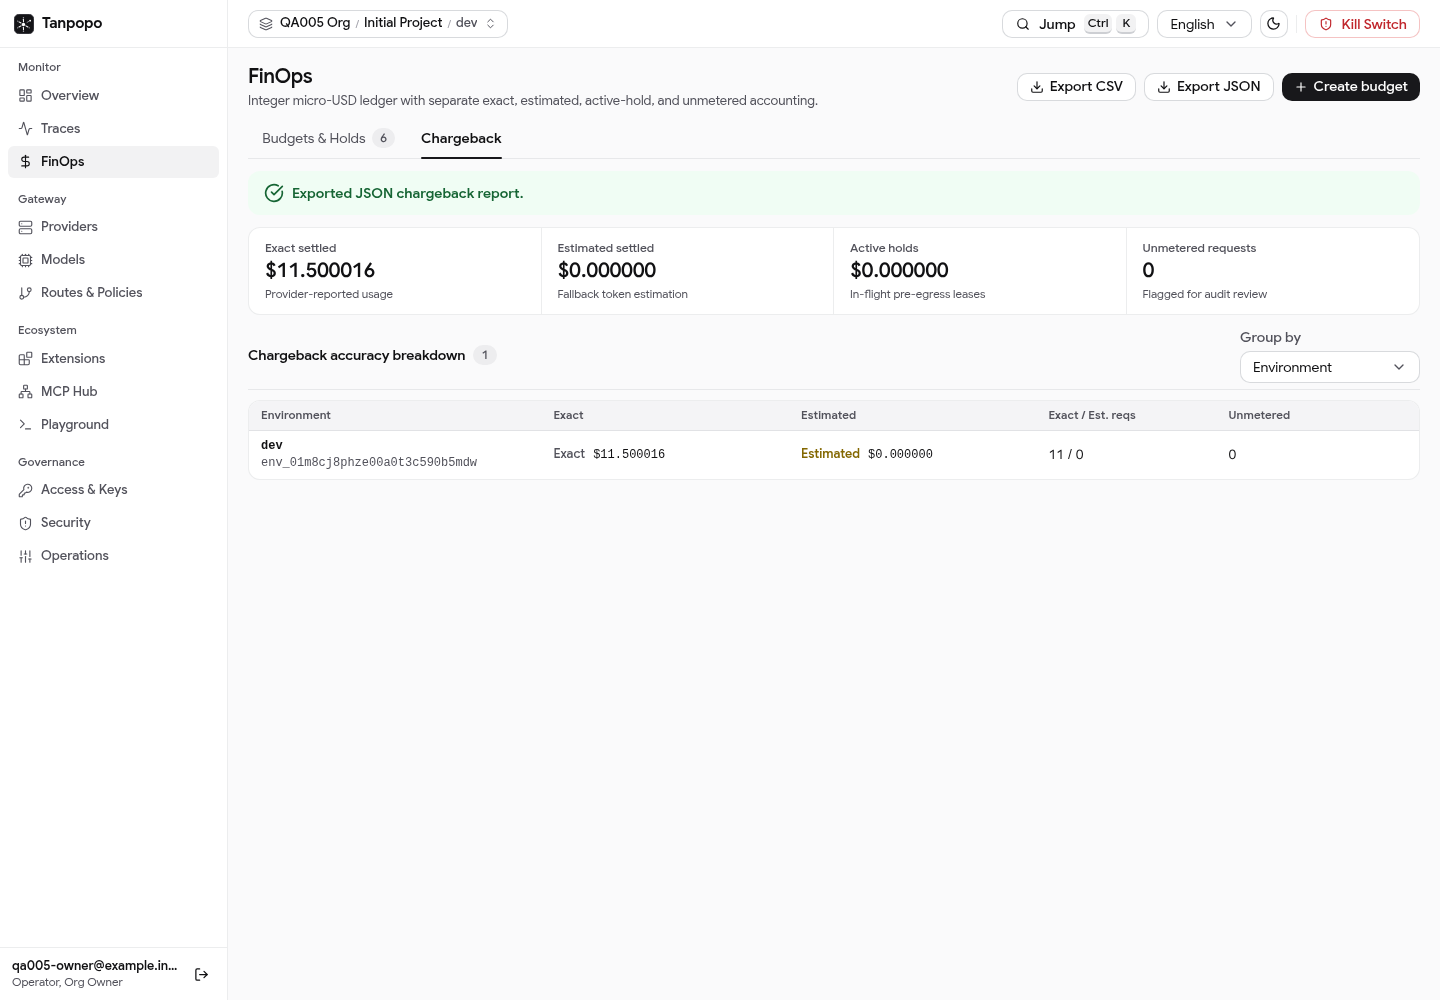 Tanpopo
QA005 Org / Initial Project / dev
Jump Ctrl K
English
Kill Switch
Monitor
Overview
Traces
FinOps
Gateway
Providers
Models
Routes & Policies
Ecosystem
Extensions
MCP Hub
Playground
Governance
Access & Keys
Security
Operations
qa005-owner@example.in...
Operator, Org Owner
FinOps
Integer micro-USD ledger with separate exact, estimated, active-hold, and unmetered accounting.
Export CSV
Export JSON
Create budget
Budgets & Holds 6
Chargeback
Exported JSON chargeback report.
Exact settled
$11.500016
Provider-reported usage
Estimated settled
$0.000000
Fallback token estimation
Active holds
$0.000000
In-flight pre-egress leases
Unmetered requests
0
Flagged for audit review
Chargeback accuracy breakdown 1
Group by
Environment
Environment Exact Estimated Exact / Est. reqs Unmetered
dev
env_01m8cj8phze00a0t3c590b5mdw
Exact $11.500016
Estimated $0.000000
11 / 0
0